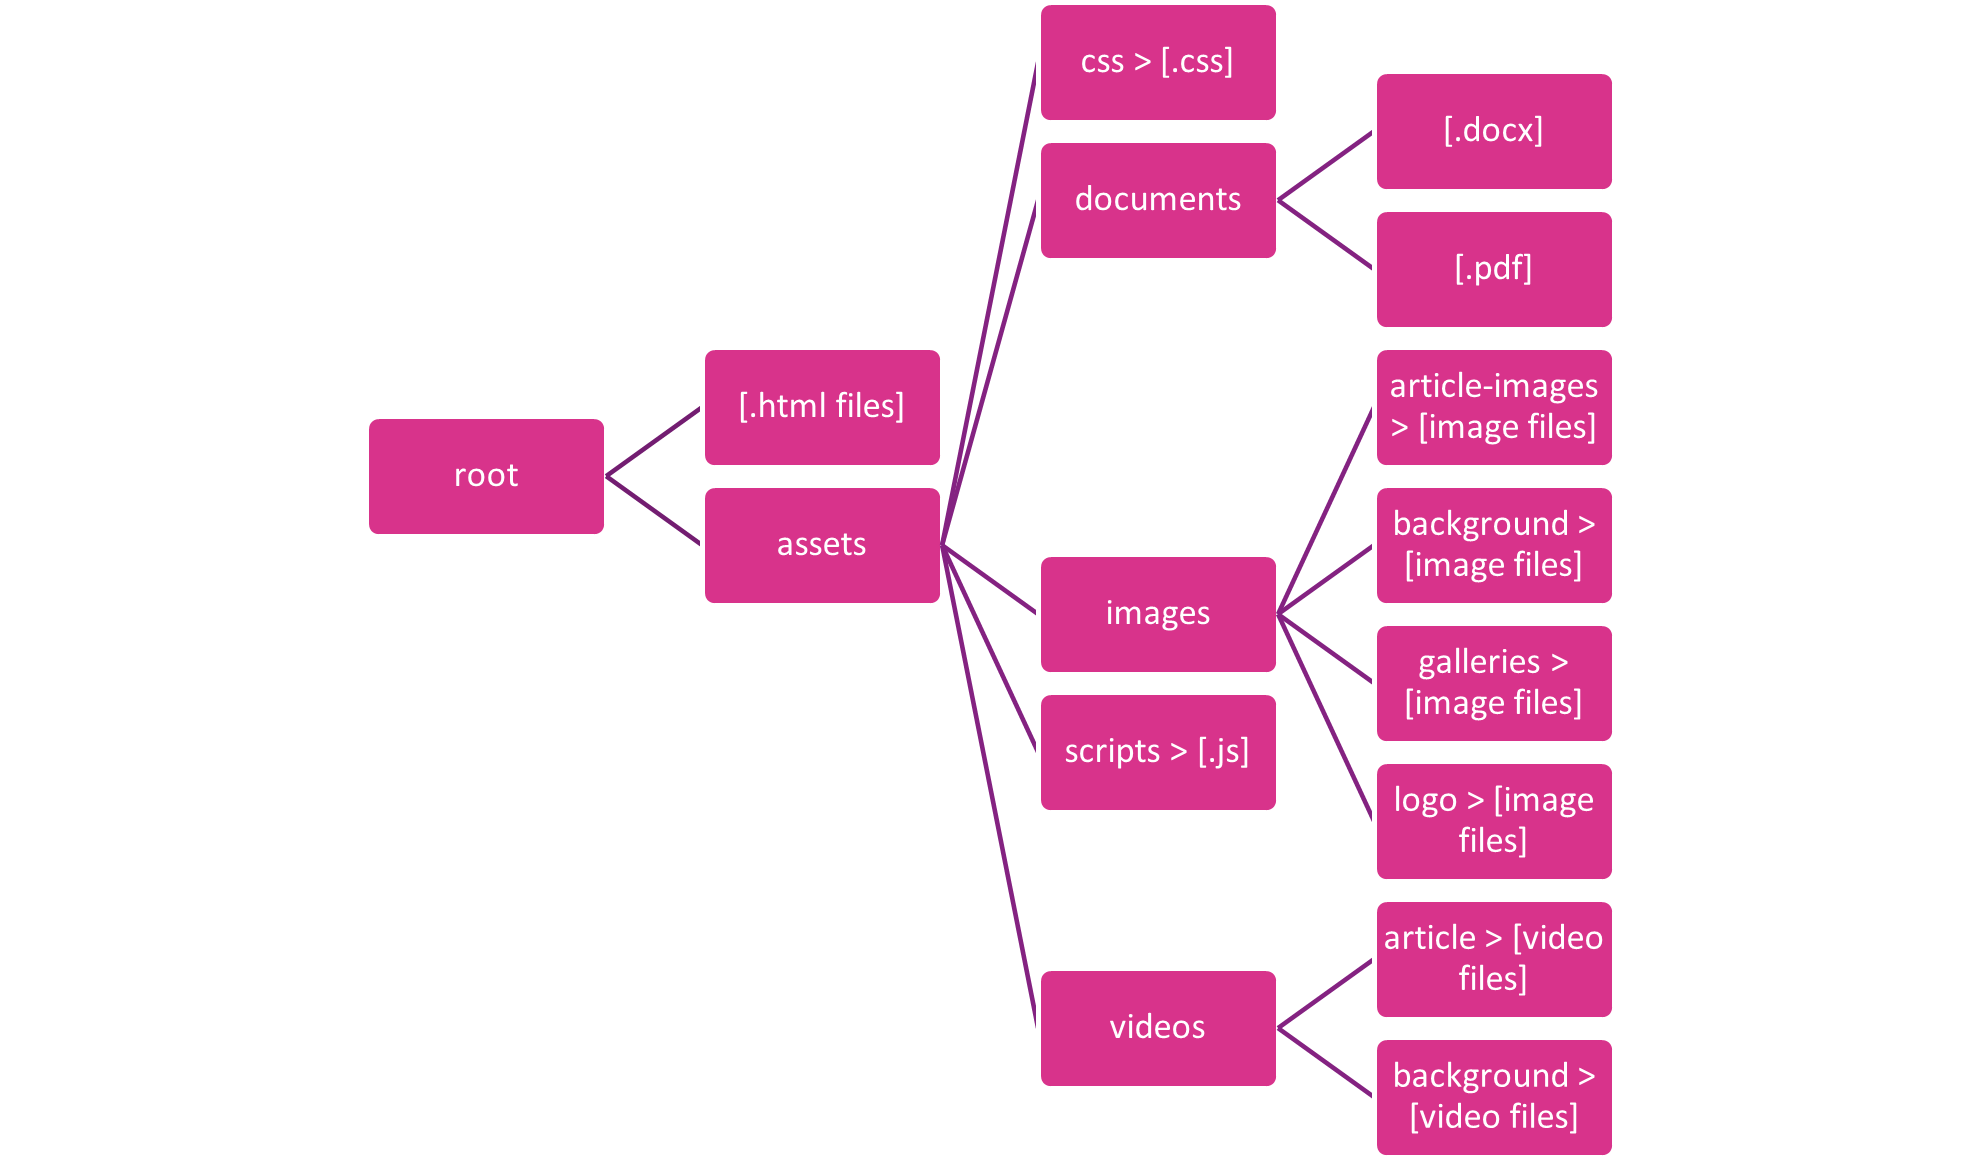 css > [.css]
[.docx]
documents
[.pdf]
article-images
> [image files]
[.html files]
root
background >
[image files]
assets
images
galleries >
[image files]
scripts > [.js]
logo > [image
files]
article > [video
files]
videos
background >
[video files]